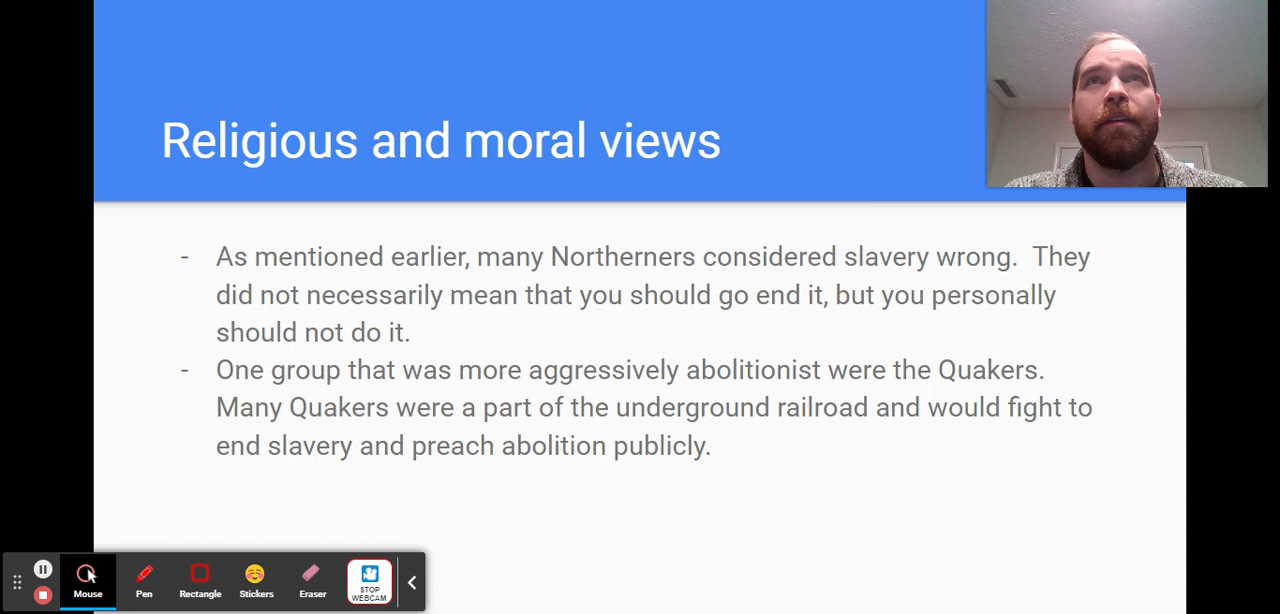 Religious and moral views
- As mentioned earlier, many Northerners considered slavery wrong.  They
did not necessarily mean that you should go end it, but you personally
should not do it.
- One group that was more aggressively abolitionist were the Quakers.
Many Quakers were a part of the underground railroad and would fight to
end slavery and preach abolition publicly.
Mouse
Pen
Rectangle
Stickers
Eraser
STOP
WEBCAM